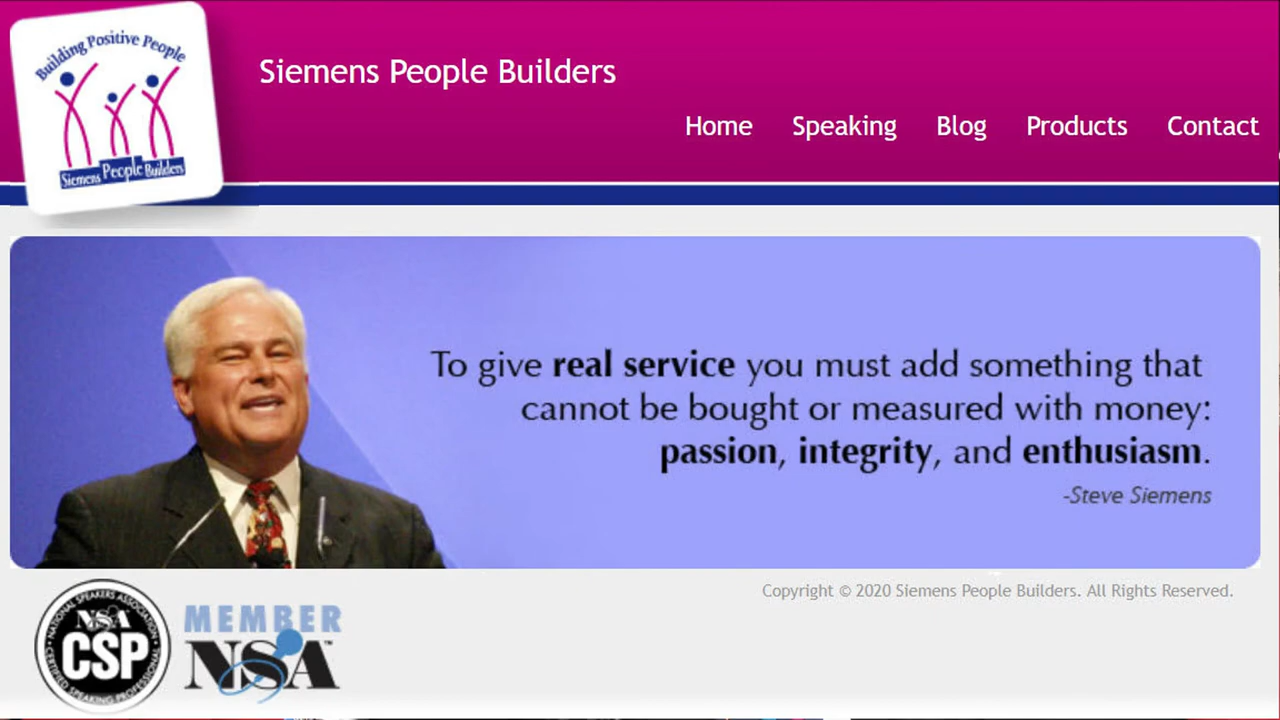 Building Positive People
Siemens People Builders
Siemens People Builders
Home Speaking Blog Products Contact
To give real service you must add something that
cannot be bought or measured with money:
passion, integrity, and enthusiasm.
-Steve Siemens
Copyright © 2020 Siemens People Builders. All Rights Reserved.
NATIONAL SPEAKERS ASSOCIATION
NSA
CSP
CERTIFIED SPEAKING PROFESSIONAL
MEMBER
NSA